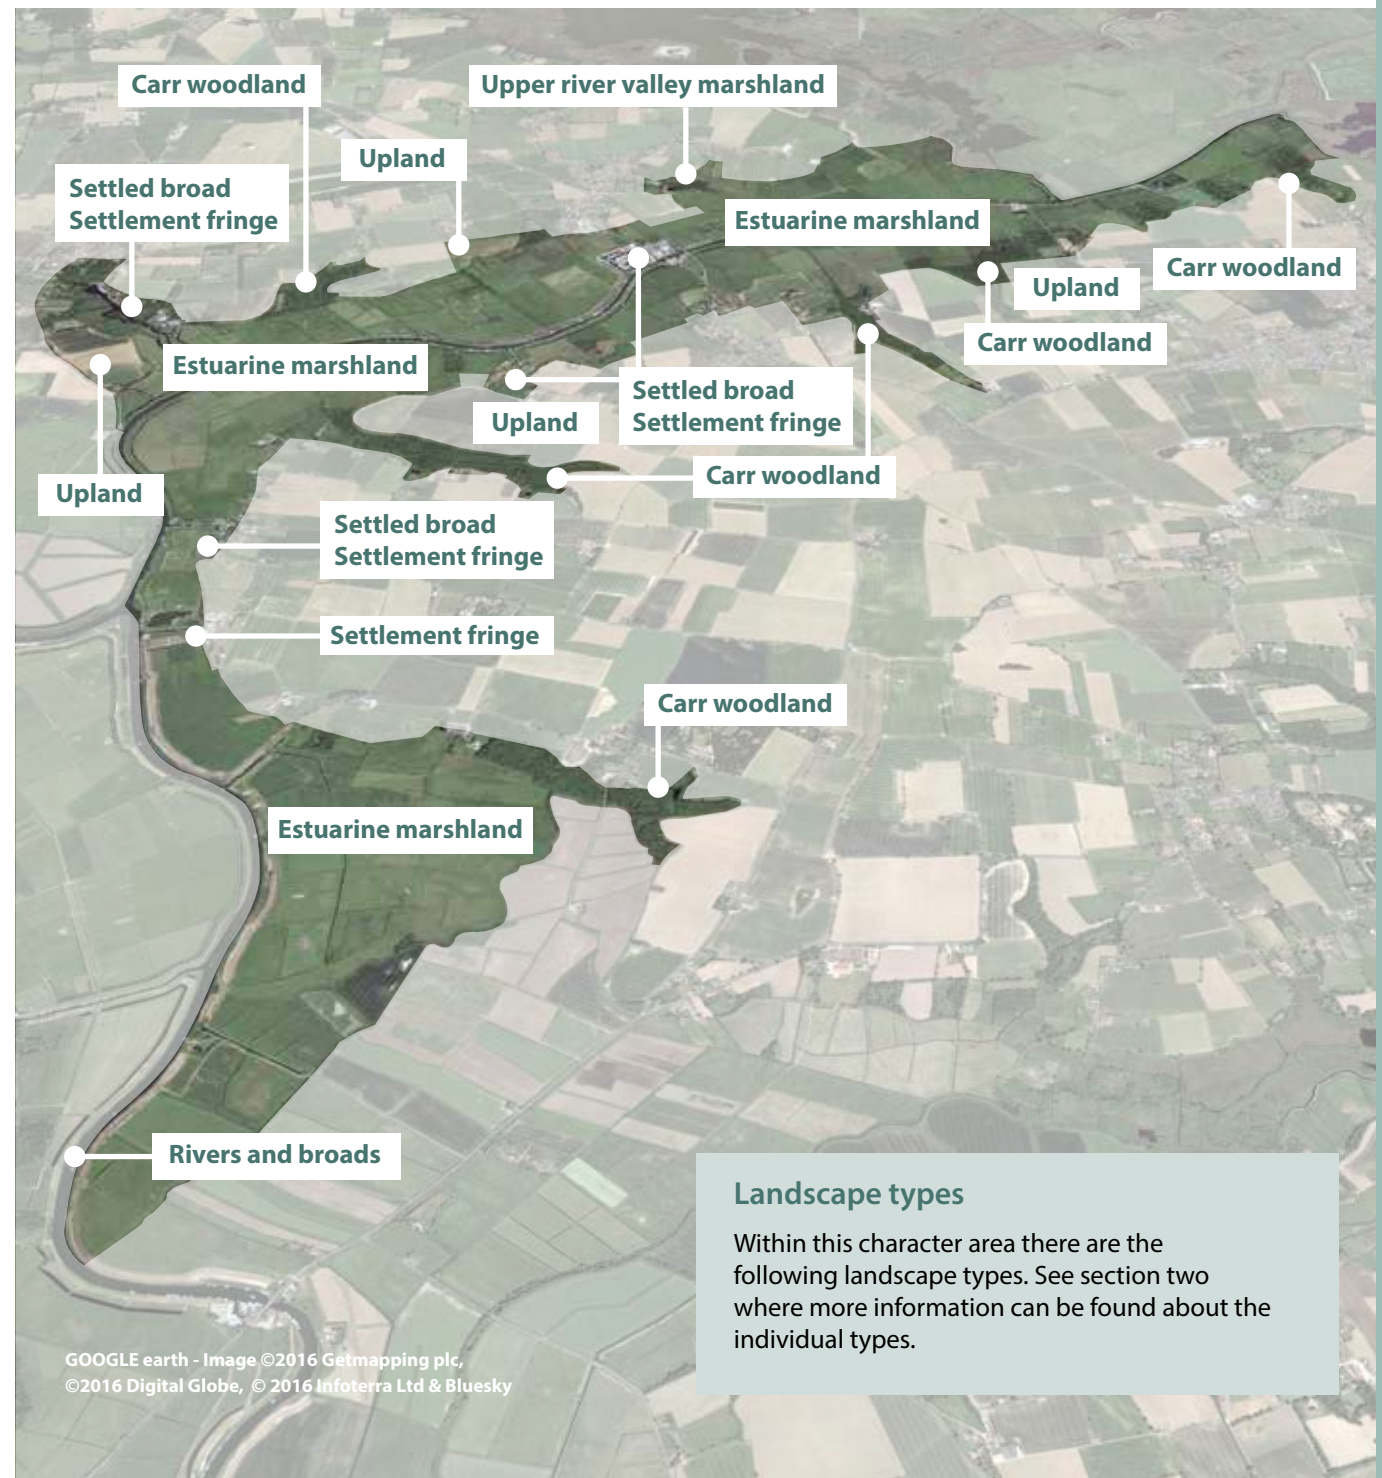 Carr woodland
Upper river valley marshland
Upland
Settled broad
Settlement fringe
Estuarine marshland
Carr woodland
Upland
Carr woodland
Estuarine marshland
Settled broad
Settlement fringe
Upland
Carr woodland
Upland
Settled broad
Settlement fringe
Settlement fringe
Carr woodland
Estuarine marshland
Rivers and broads
Landscape types
Within this character area there are the
following landscape types. See section two
where more information can be found about the
individual types.
GOOGLE earth - Image ©2016 Getmapping plc,
©2016 Digital Globe, © 2016 Infoterra Ltd & Bluesky